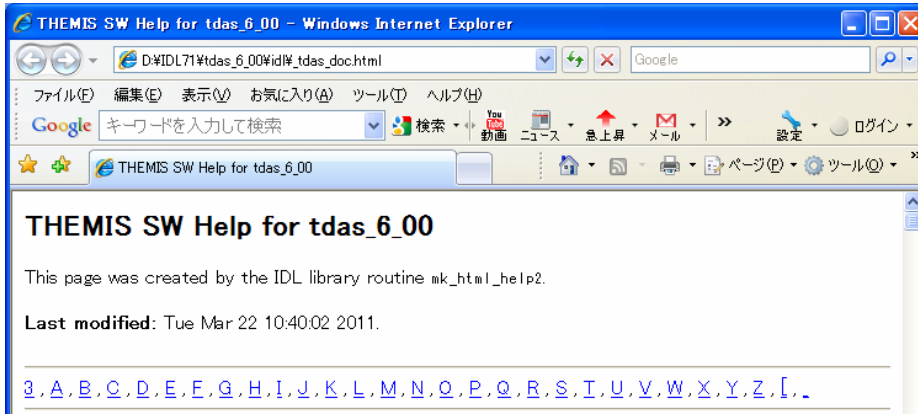 THEMIS SW Help for tdas_6_00 - Windows Internet Explorer
D:¥IDL71¥tdas_6_00¥idl¥_tdas_doc.html
Google
ファイル(F) 編集(E) 表示(V) お気に入り(A) ツール(T) ヘルプ(H)
Google キーワードを入力して検索 検索 You Tube 動画 ニュース 急上昇 メール » 設定 ログイン
THEMIS SW Help for tdas_6_00 ページ(P) ツール(O) »
THEMIS SW Help for tdas_6_00
This page was created by the IDL library routine mk_html_help2.
Last modified: Tue Mar 22 10:40:02 2011.
3, A, B, C, D, E, F, G, H, I, J, K, L, M, N, O, P, Q, R, S, T, U, V, W, X, Y, Z, [, _